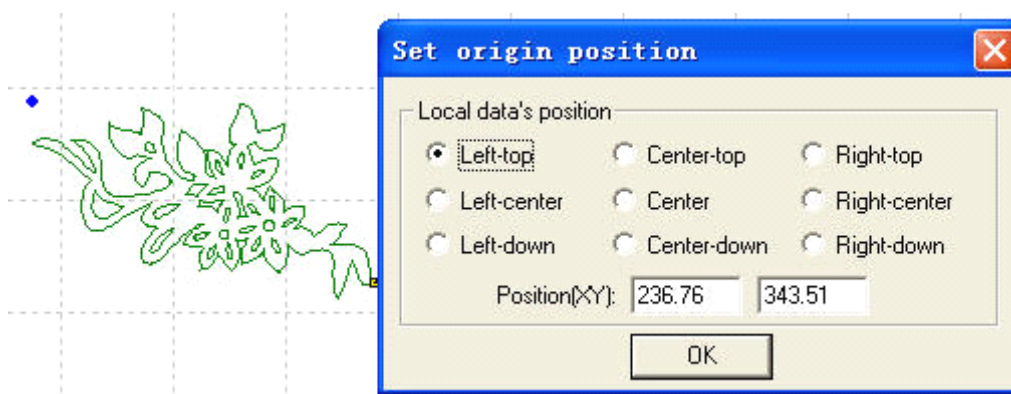 Set origin position
Local data's position
Left-top Center-top Right-top
Left-center Center Right-center
Left-down Center-down Right-down
Position(XY): 236.76 343.51
OK